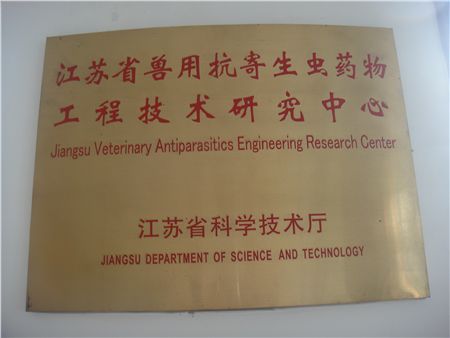 江苏省兽用抗寄生虫药物
工程技术研究中心
Jiangsu Veterinary Antiparasitics Engineering Research Center
江苏省科学技术厅
JIANGSU DEPARTMENT OF SCIENCE AND TECHNOLOGY